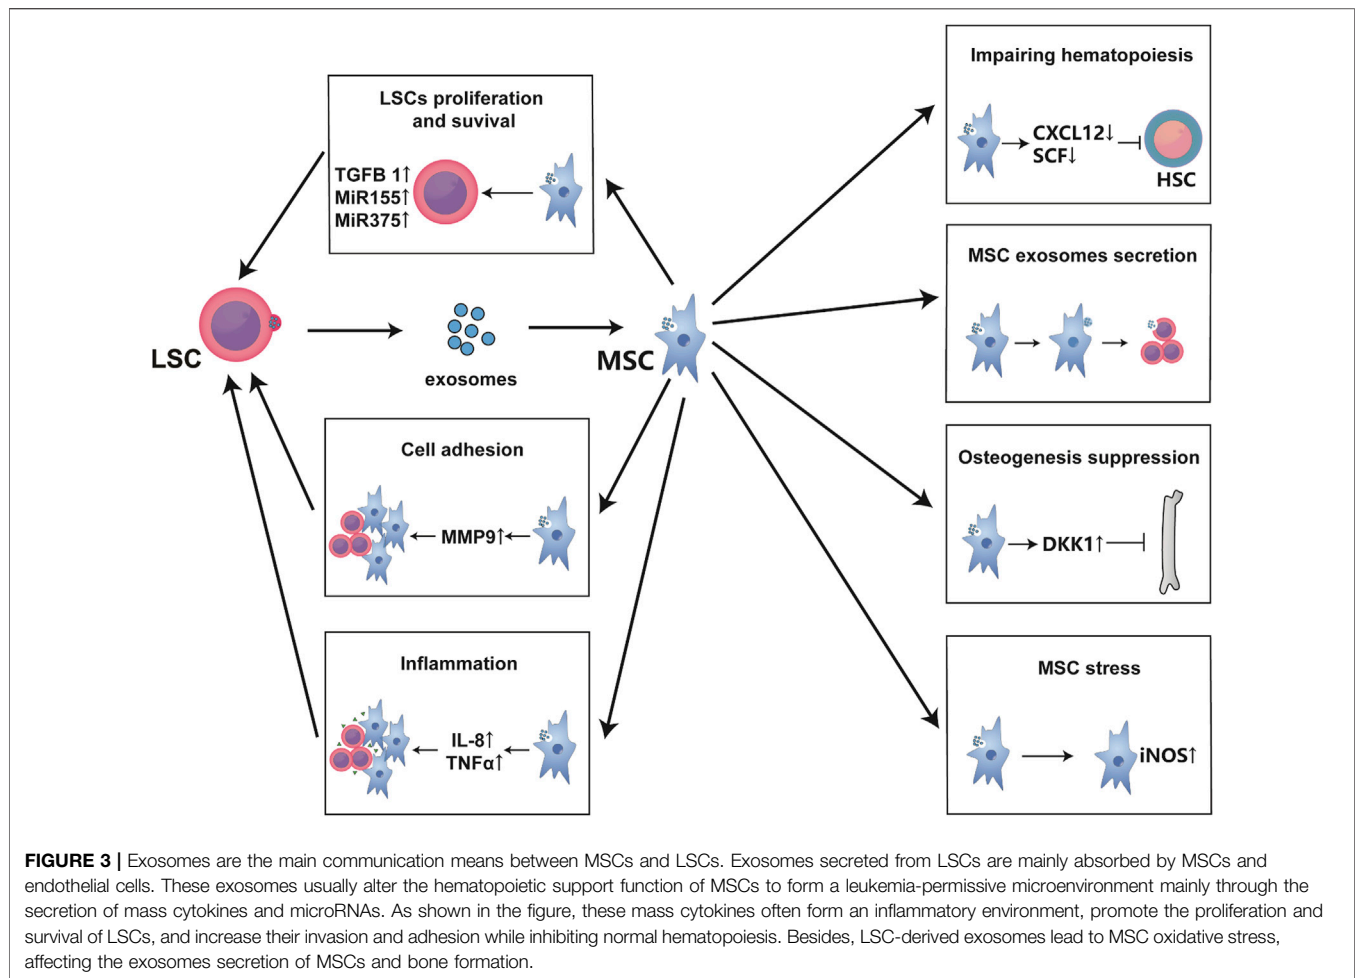 LSCs proliferation
and suvival
TGFB 1↑
MiR155↑
MiR375↑
LSC
exosomes
MSC
Cell adhesion
MMP9↑
Inflammation
IL-8↑
TNFα↑
Impairing hematopoiesis
CXCL12↓
SCF↓
HSC
MSC exosomes secretion
Osteogenesis suppression
DKK1↑
MSC stress
iNOS↑
FIGURE 3 | Exosomes are the main communication means between MSCs and LSCs. Exosomes secreted from LSCs are mainly absorbed by MSCs and
endothelial cells. These exosomes usually alter the hematopoietic support function of MSCs to form a leukemia-permissive microenvironment mainly through the
secretion of mass cytokines and microRNAs. As shown in the figure, these mass cytokines often form an inflammatory environment, promote the proliferation and
survival of LSCs, and increase their invasion and adhesion while inhibiting normal hematopoiesis. Besides, LSC-derived exosomes lead to MSC oxidative stress,
affecting the exosomes secretion of MSCs and bone formation.